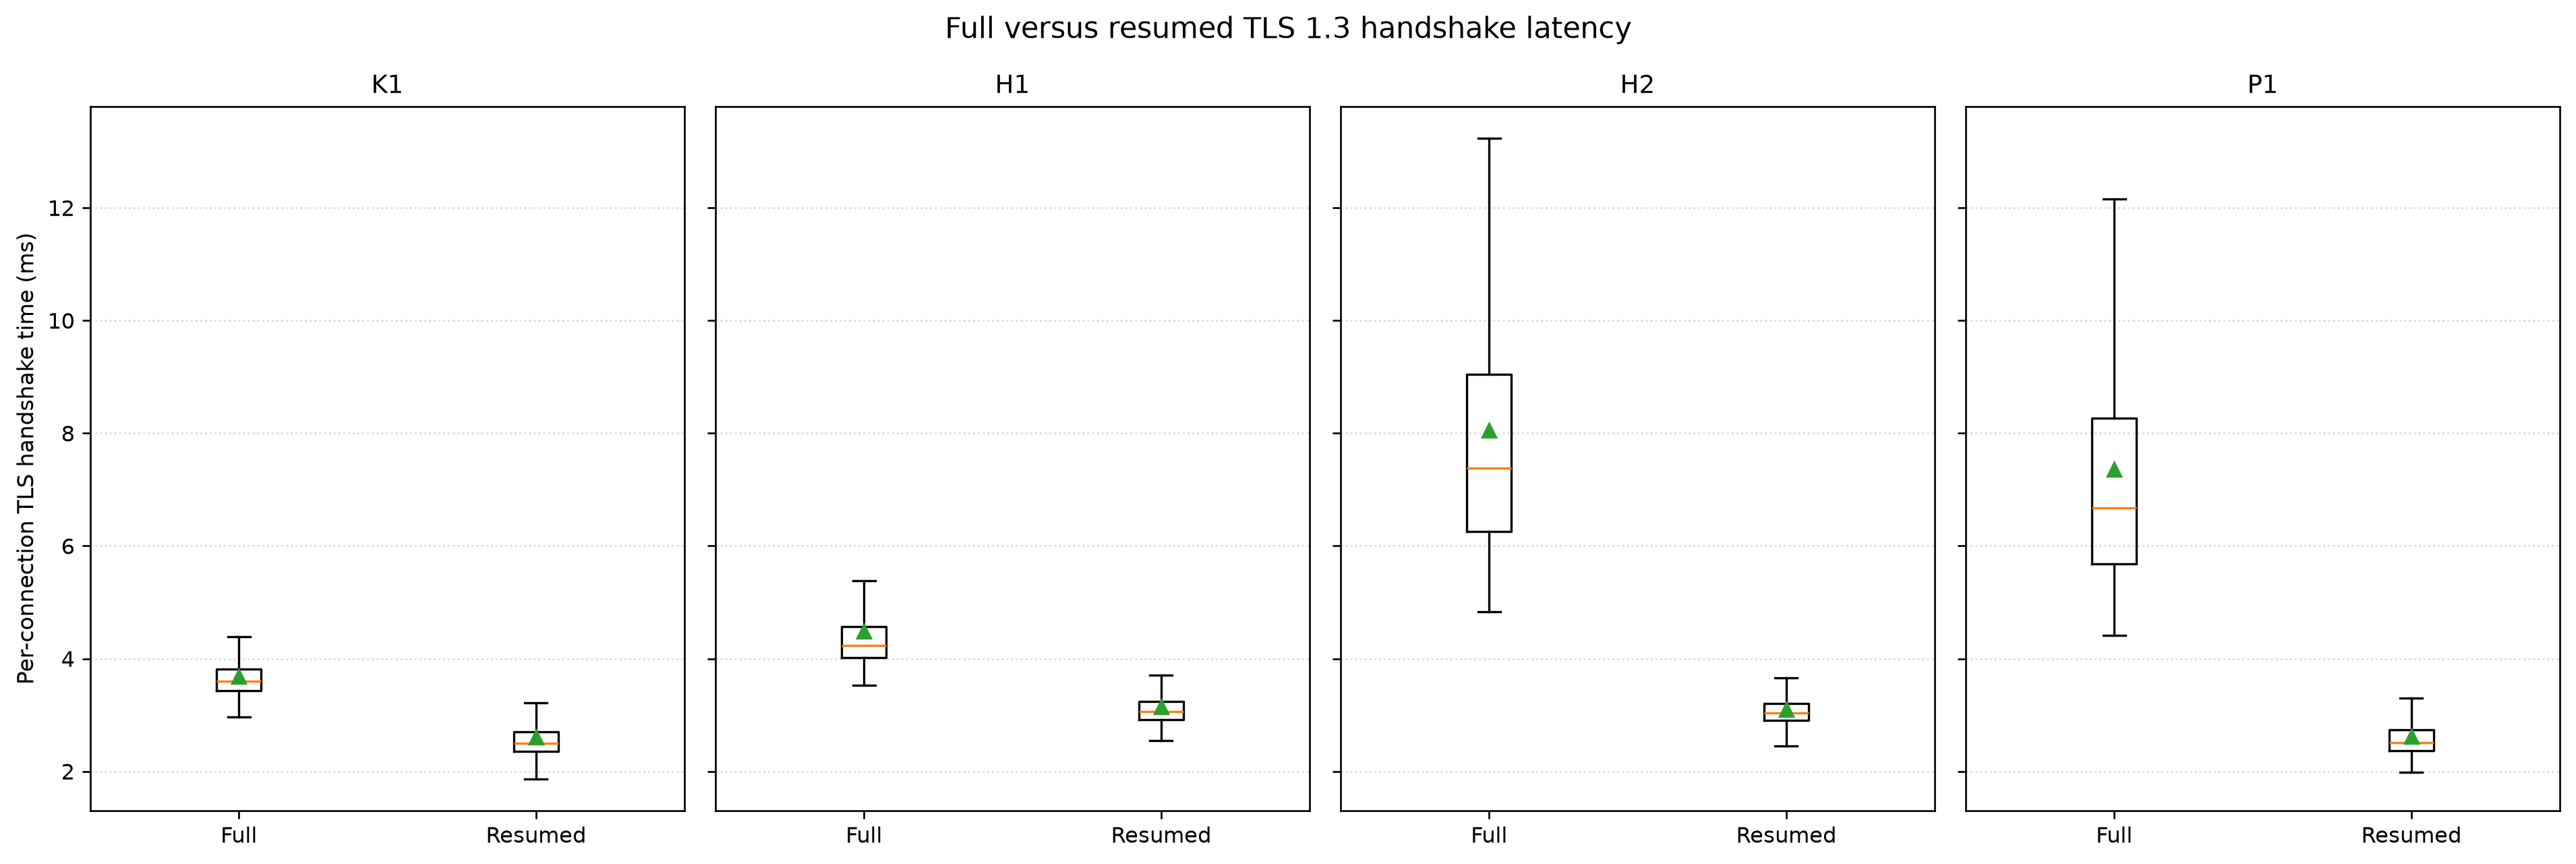 Full versus resumed TLS 1.3 handshake latency
K1
H1
H2
P1
Per-connection TLS handshake time (ms)
12
10
8
6
4
2
Full
Resumed
Full
Resumed
Full
Resumed
Full
Resumed